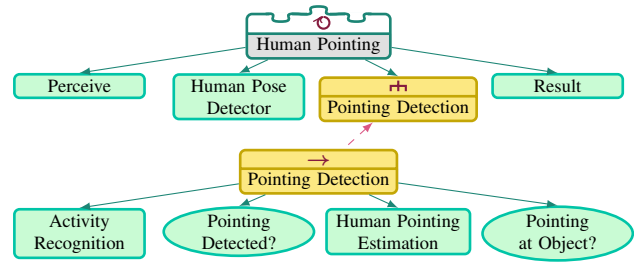 Human Pointing
Perceive
Human Pose
Detector
Pointing Detection
Result
Pointing Detection
Activity
Recognition
Pointing
Detected?
Human Pointing
Estimation
Pointing
at Object?